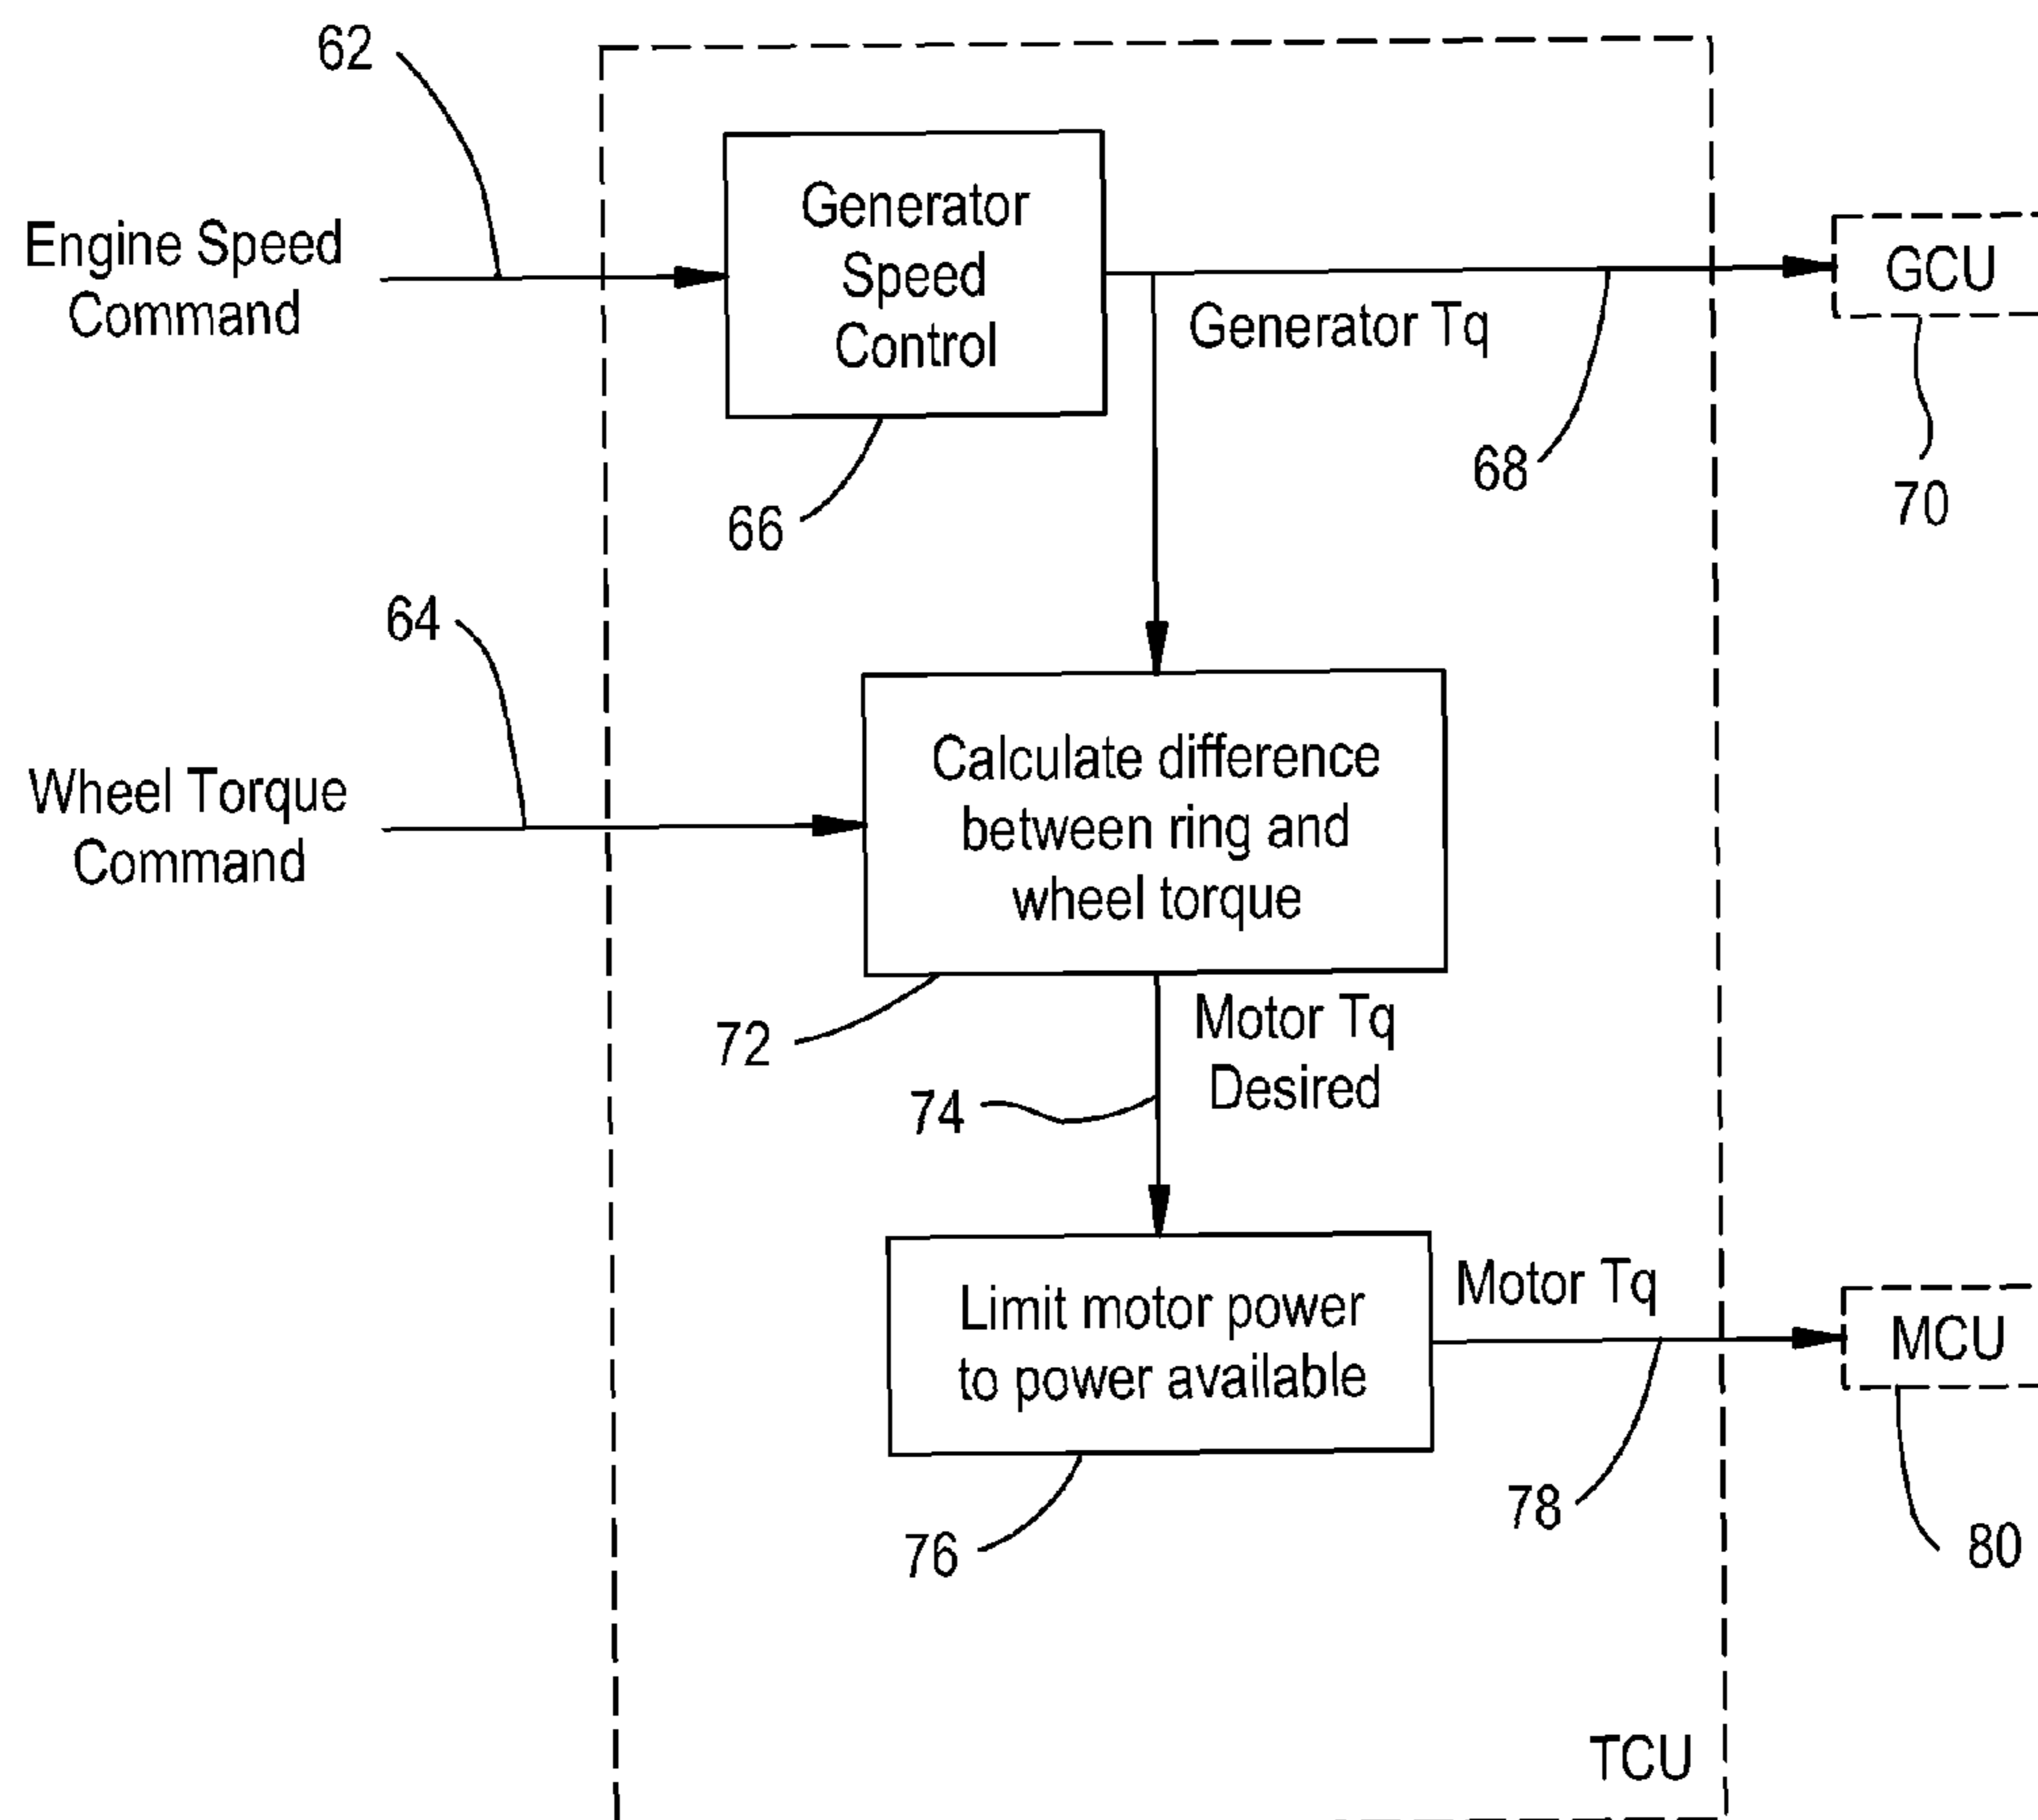 62
Engine Speed
Command
Generator
Speed
Control
66
Generator Tq
68
GCU
70
64
Wheel Torque
Command
Calculate difference
between ring and
wheel torque
72
Motor Tq
Desired
74
Limit motor power
to power available
76
Motor Tq
78
MCU
80
TCU